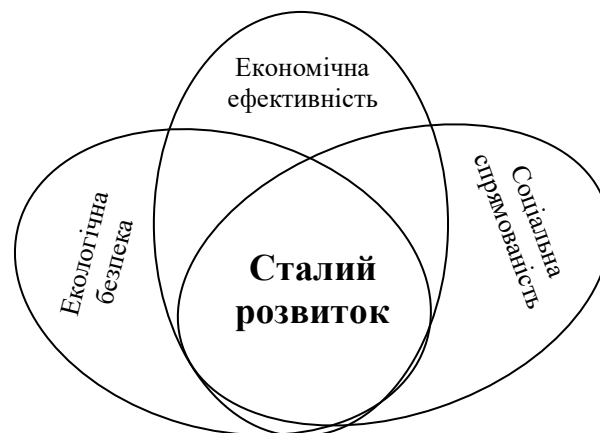 Економічна
ефективність
Екологічна
безпека
Соціальна
спрямованість
Сталий
розвиток